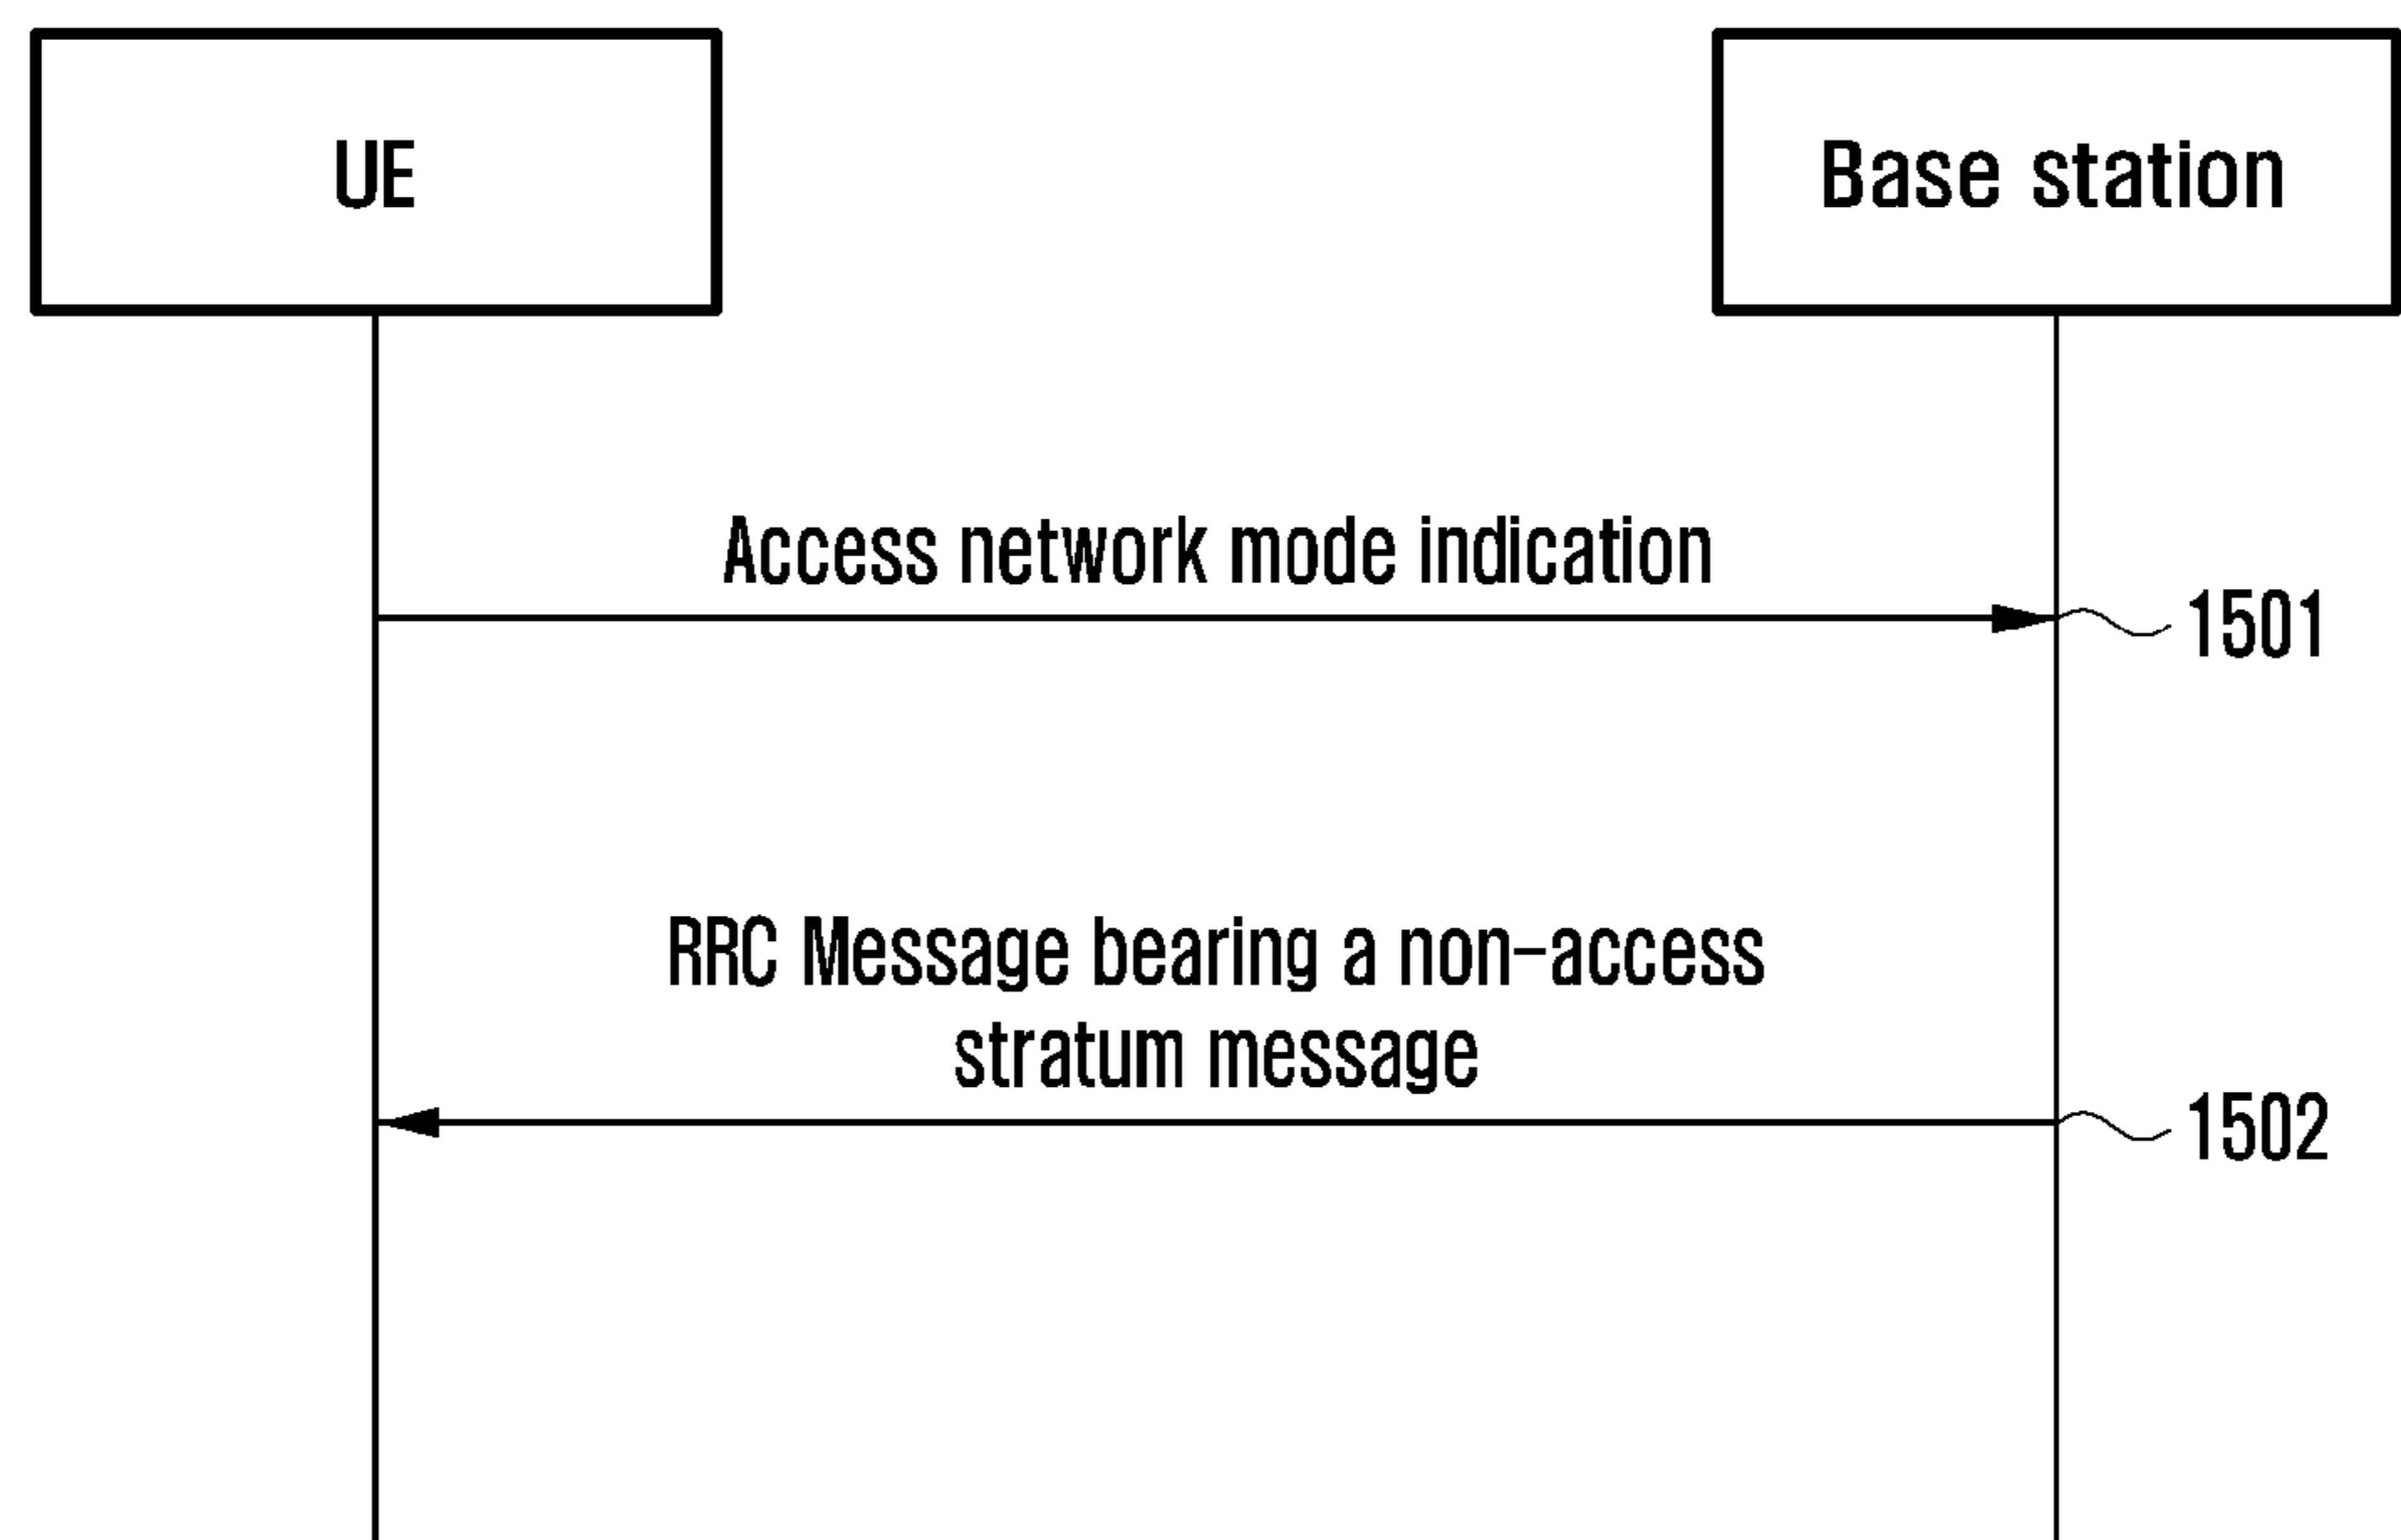 UE
Base station
Access network mode indication
1501
RRC Message bearing a non-access
stratum message
1502